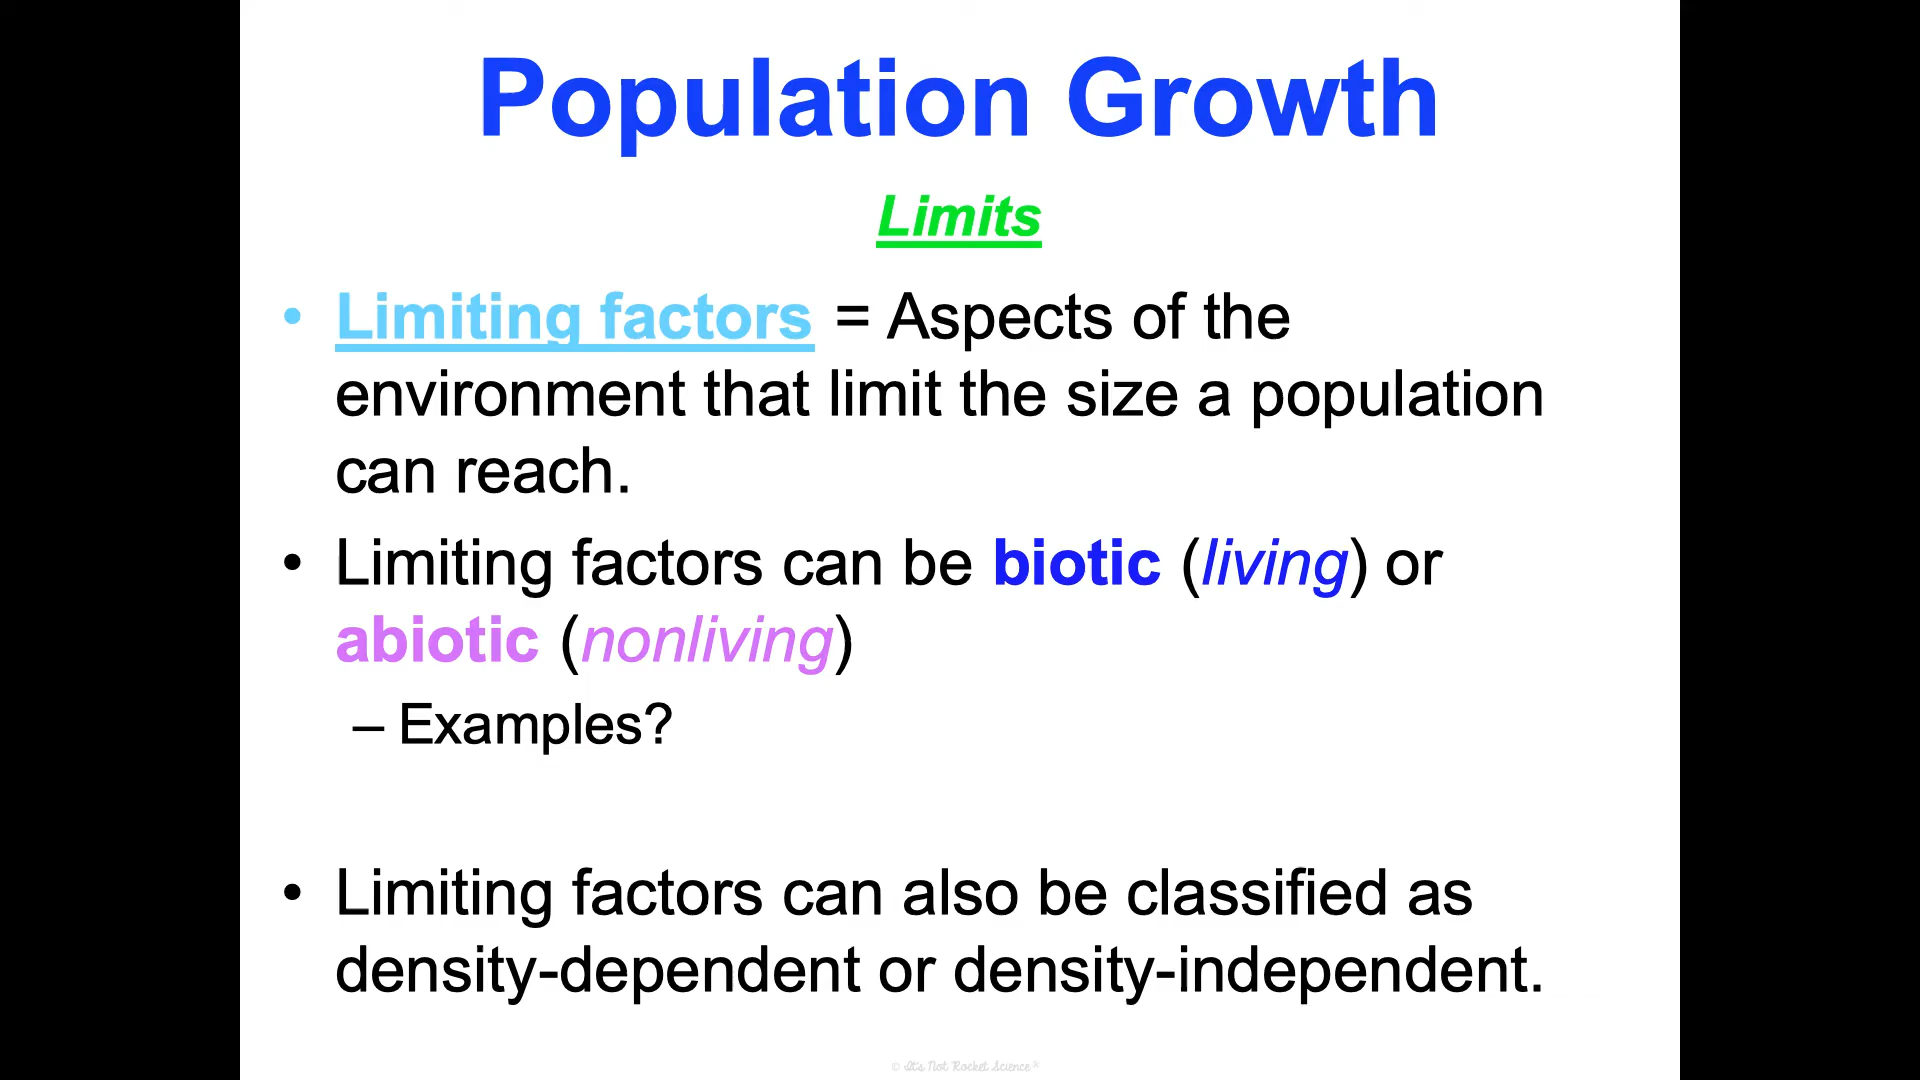 Population Growth
Limits
• Limiting factors = Aspects of the
environment that limit the size a population
can reach.
• Limiting factors can be biotic (living) or
abiotic (nonliving)
– Examples?
• Limiting factors can also be classified as
density-dependent or density-independent.
© It's Not Rocket Science®